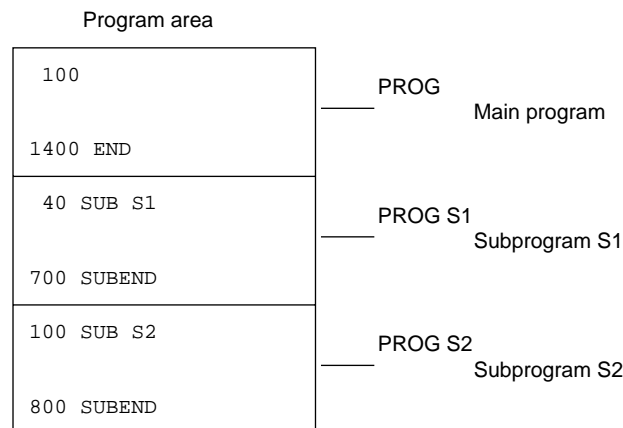 Program area
100
PROG
Main program
1400 END
40 SUB S1
PROG S1
Subprogram S1
700 SUBEND
100 SUB S2
PROG S2
Subprogram S2
800 SUBEND